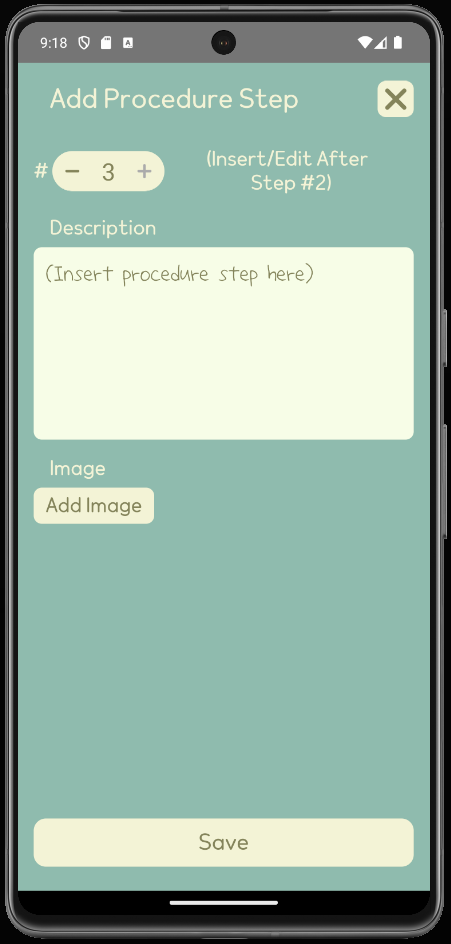 9:18
Add Procedure Step
# − 3 +
(Insert/Edit After
Step #2)
Description
(Insert procedure step here)
Image
Add Image
Save